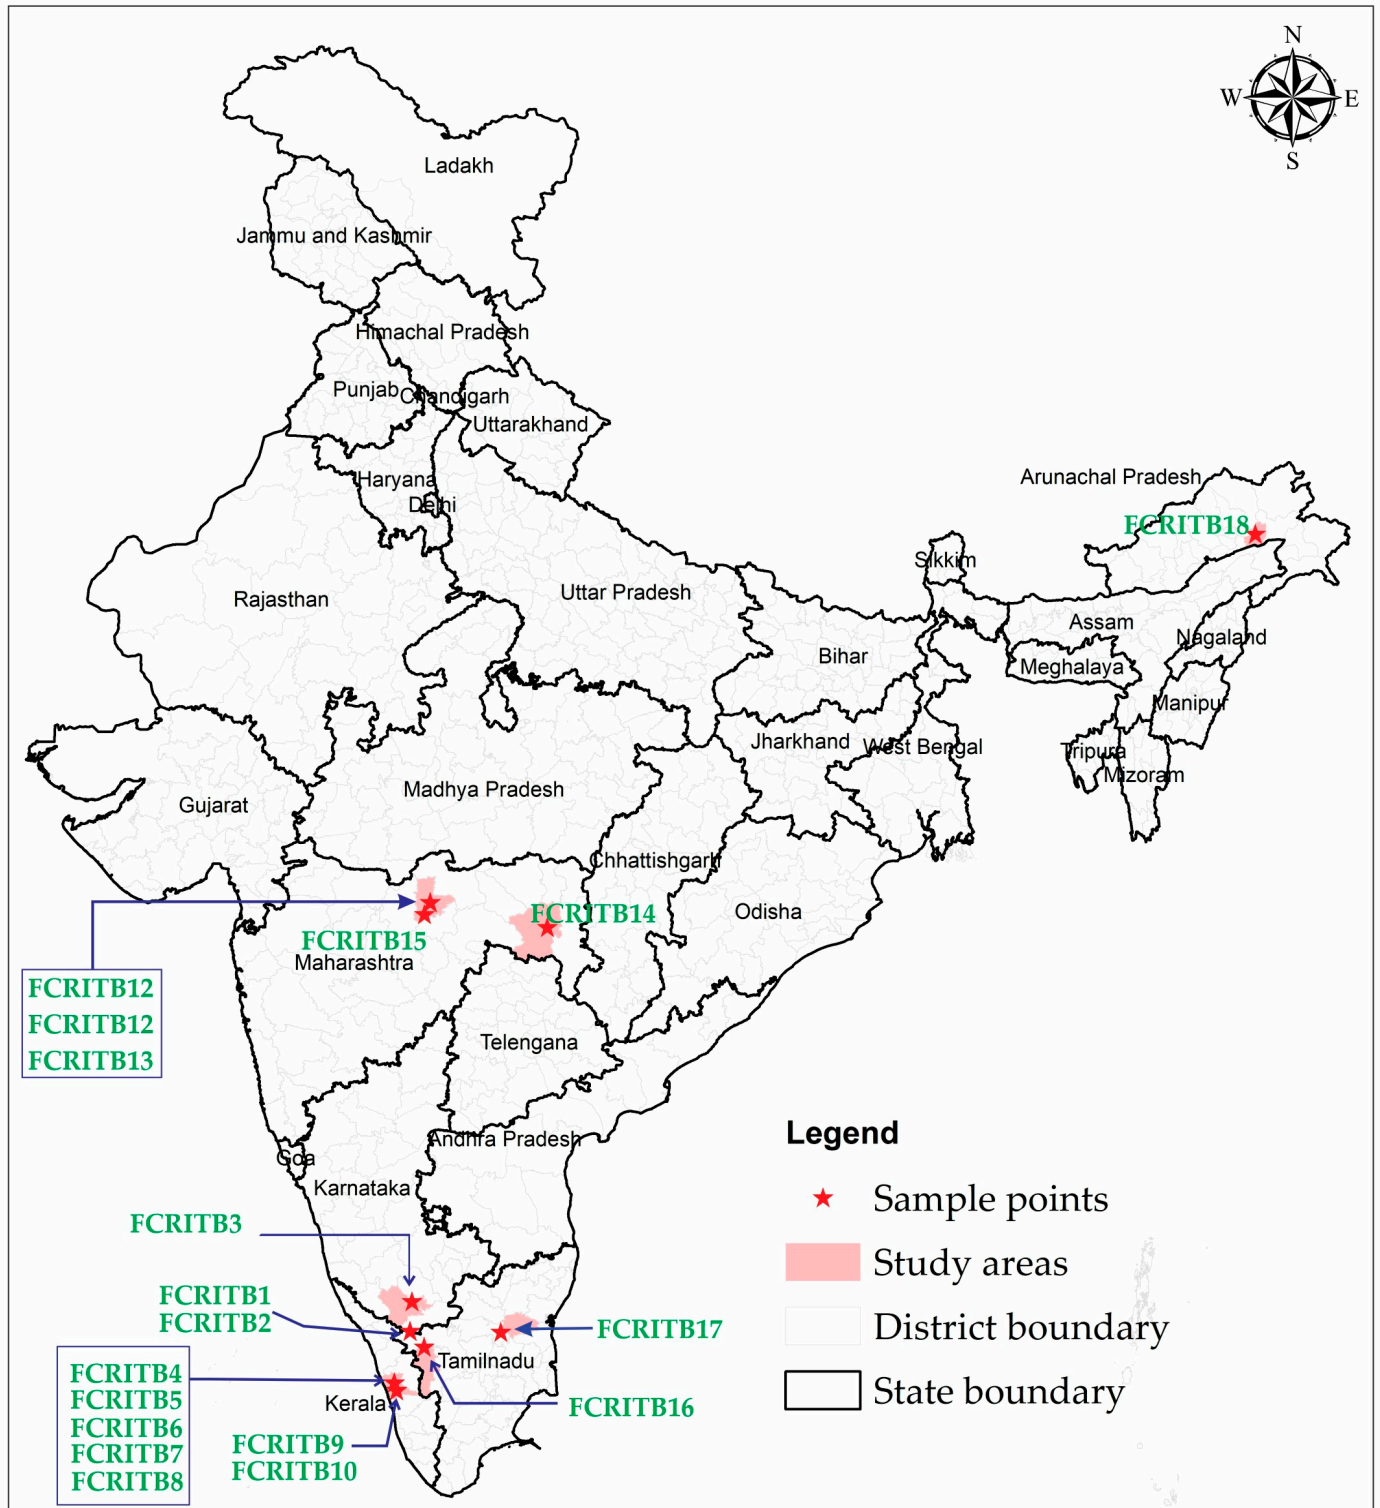 N
W
E
S
Ladakh
Jammu and Kashmir
Himachal Pradesh
Punjab
Chandigarh
Uttarakhand
Haryana
Delhi
Arunachal Pradesh
FCRITB18
Sikkim
Rajasthan
Uttar Pradesh
Assam
Nagaland
Bihar
Meghalaya
Manipur
Jharkhand
West Bengal
Tripura
Mizoram
Madhya Pradesh
Gujarat
Chhattishgarh
Odisha
FCRITB14
FCRITB15
Maharashtra
FCRITB12
FCRITB12
FCRITB13
Telengana
Andhra Pradesh
Goa
Karnataka
FCRITB3
FCRITB1
FCRITB2
FCRITB17
Tamilnadu
FCRITB4
FCRITB5
FCRITB6
FCRITB7
FCRITB8
Kerala
FCRITB16
FCRITB9
FCRITB10
Legend
Sample points
Study areas
District boundary
State boundary